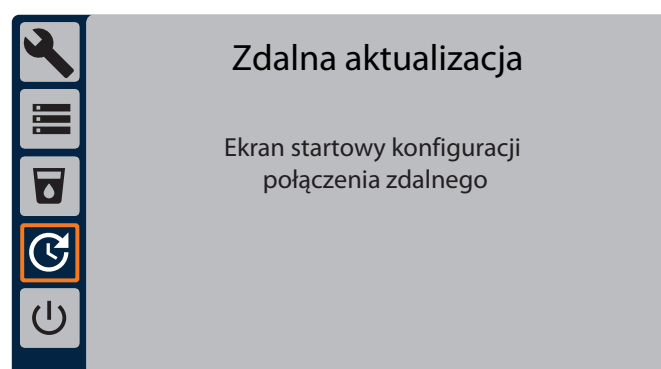 Zdalna aktualizacja
Ekran startowy konfiguracji
połączenia zdalnego